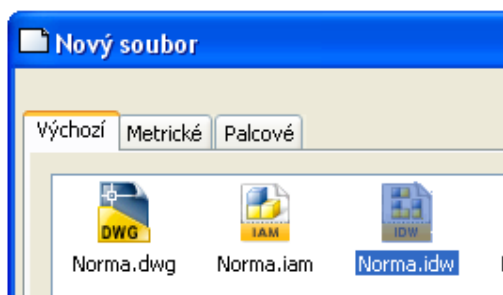 Nový soubor
Výchozí Metrické Palcové
DWG IAM IDW
Norma.dwg Norma.iam Norma.idw